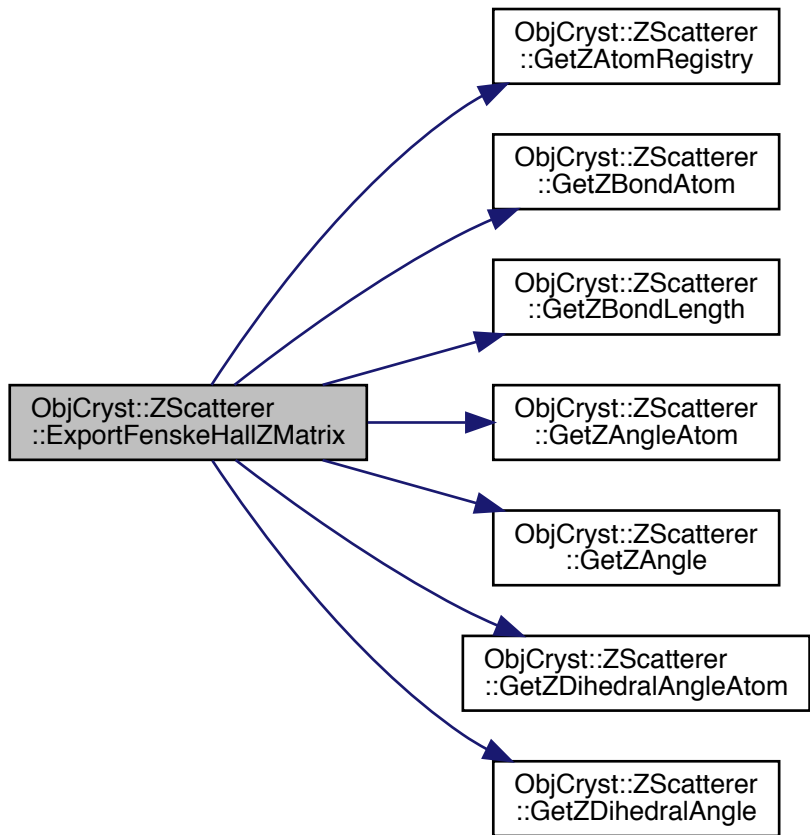 ObjCryst::ZScatterer
::GetZAtomRegistry
ObjCryst::ZScatterer
::GetZBondAtom
ObjCryst::ZScatterer
::GetZBondLength
ObjCryst::ZScatterer
::ExportFenskeHallZMatrix
ObjCryst::ZScatterer
::GetZAngleAtom
ObjCryst::ZScatterer
::GetZAngle
ObjCryst::ZScatterer
::GetZDihedralAngleAtom
ObjCryst::ZScatterer
::GetZDihedralAngle